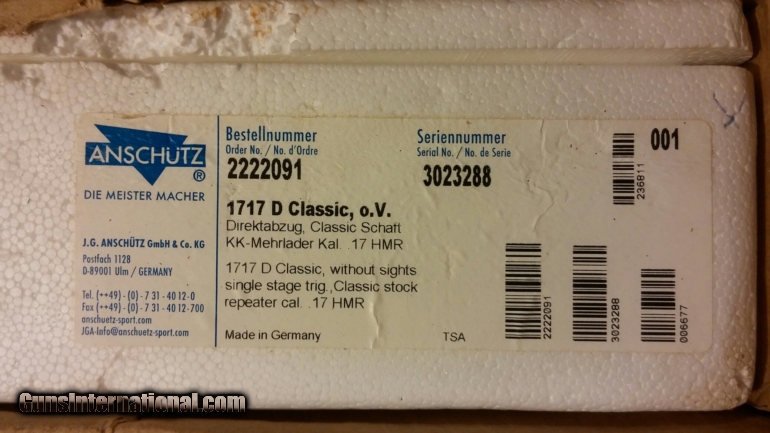 ANSCHÜTZ
®
DIE MEISTER MACHER
J.G. ANSCHÜTZ GmbH & Co. KG
Postfach 1128
D-89001 Ulm / GERMANY
Tel. (++49) - (0) - 7 31 - 40 12-0
Fax (++49) - (0) - 7 31 - 40 12-700
anschuetz-sport.com
JGA-Info@anschuetz-sport.com
Bestellnummer
Order No. / No. d'Ordre
2222091
Seriennummer
Serial No. / No. de Serie
3023288
1717 D Classic, o.V.
Direktabzug, Classic Schaft
KK-Mehrlader Kal. .17 HMR
1717 D Classic, without sights
single stage trig.,Classic stock
repeater cal. .17 HMR
Made in Germany
TSA
001
236811
2222091
3023288
006677
GunsInternational.com